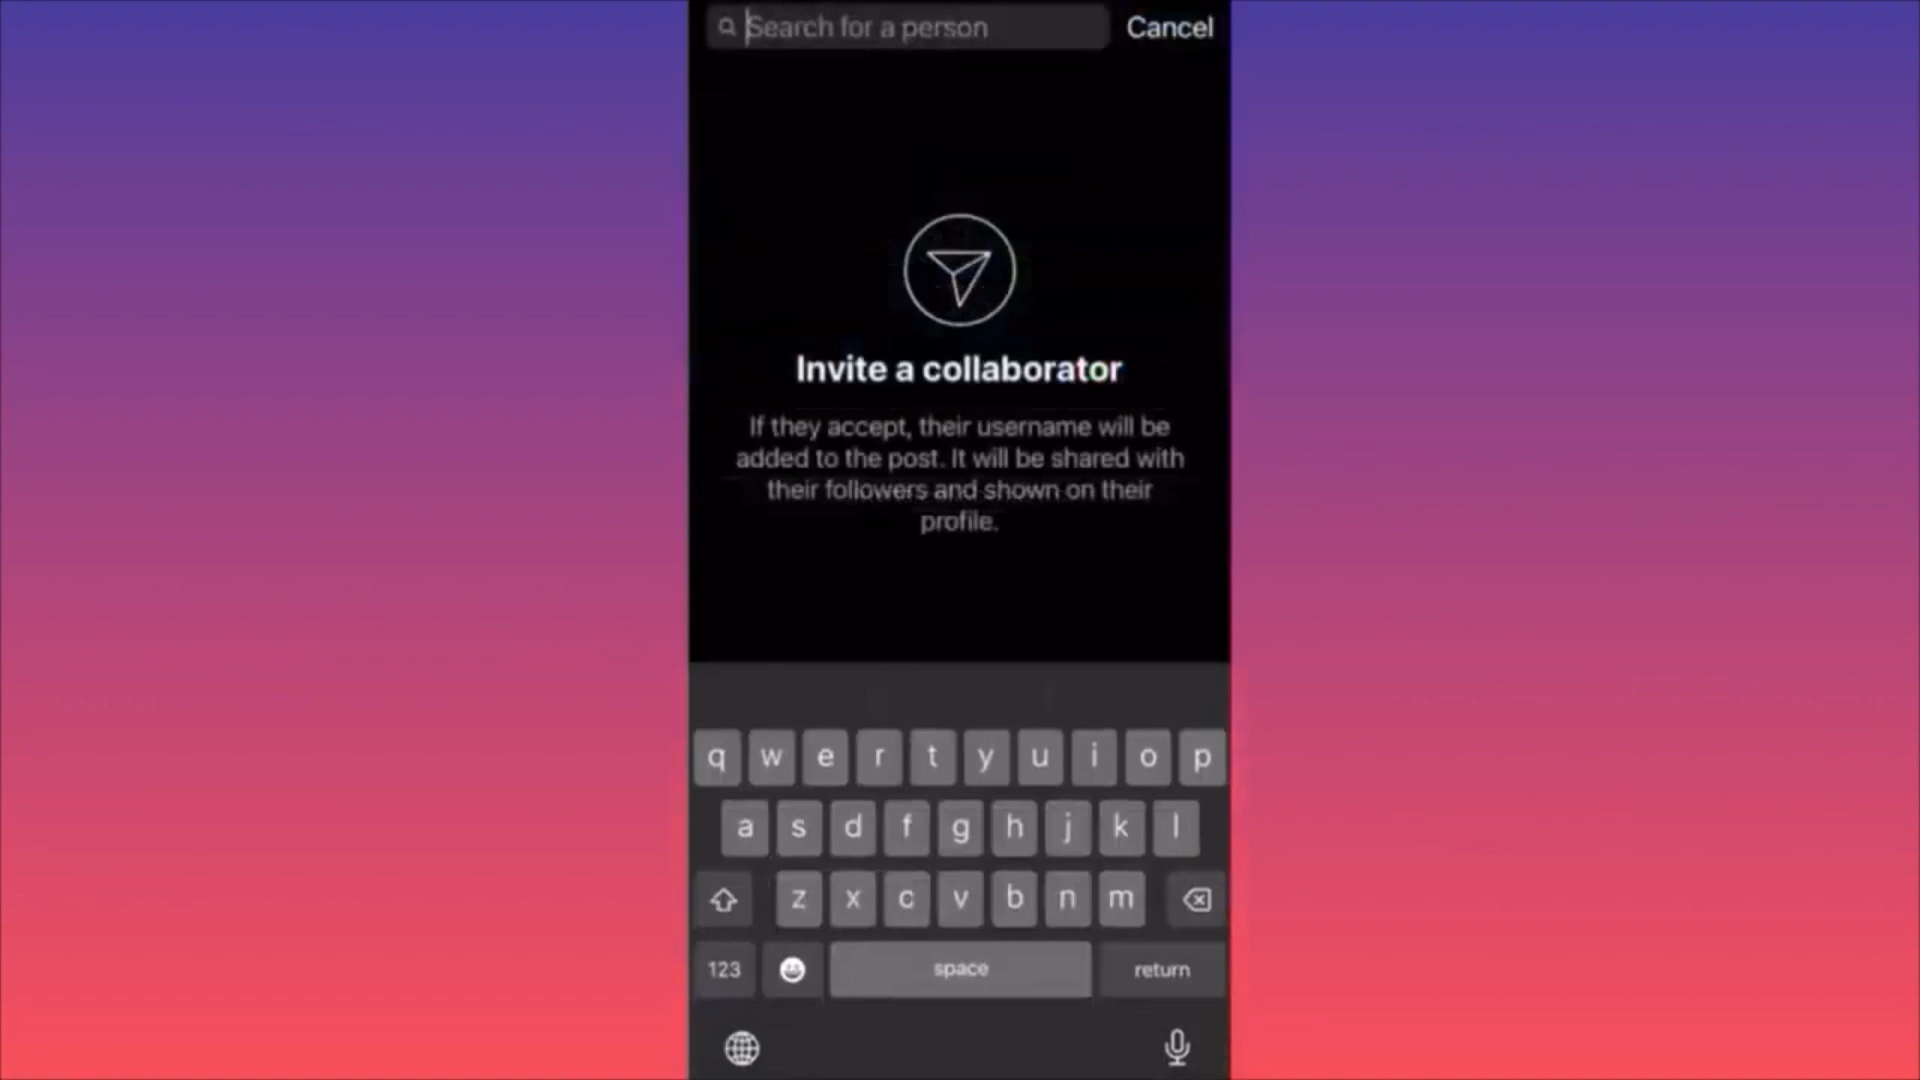 Search for a person
Cancel
Invite a collaborator
If they accept, their username will be
added to the post. It will be shared with
their followers and shown on their
profile.
q w e r t y u i o p
a s d f g h j k l
z x c v b n m
123 space return